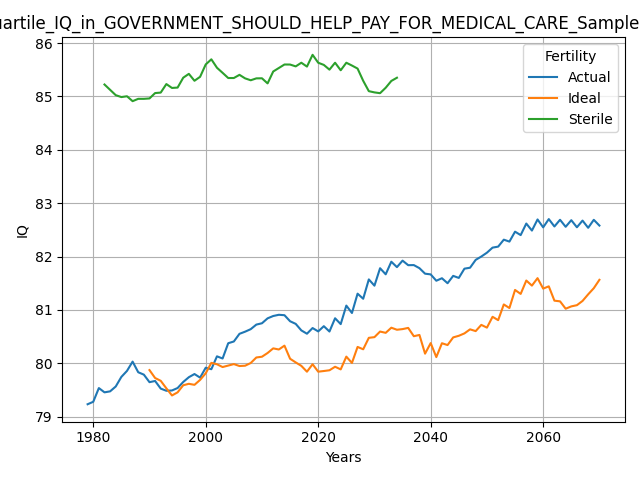 uartile_IQ_in_GOVERNMENT_SHOULD_HELP_PAY_FOR_MEDICAL_CARE_Sample
86
85
84
83
82
81
80
79
IQ
Fertility
Actual
Ideal
Sterile
1980 2000 2020 2040 2060
Years